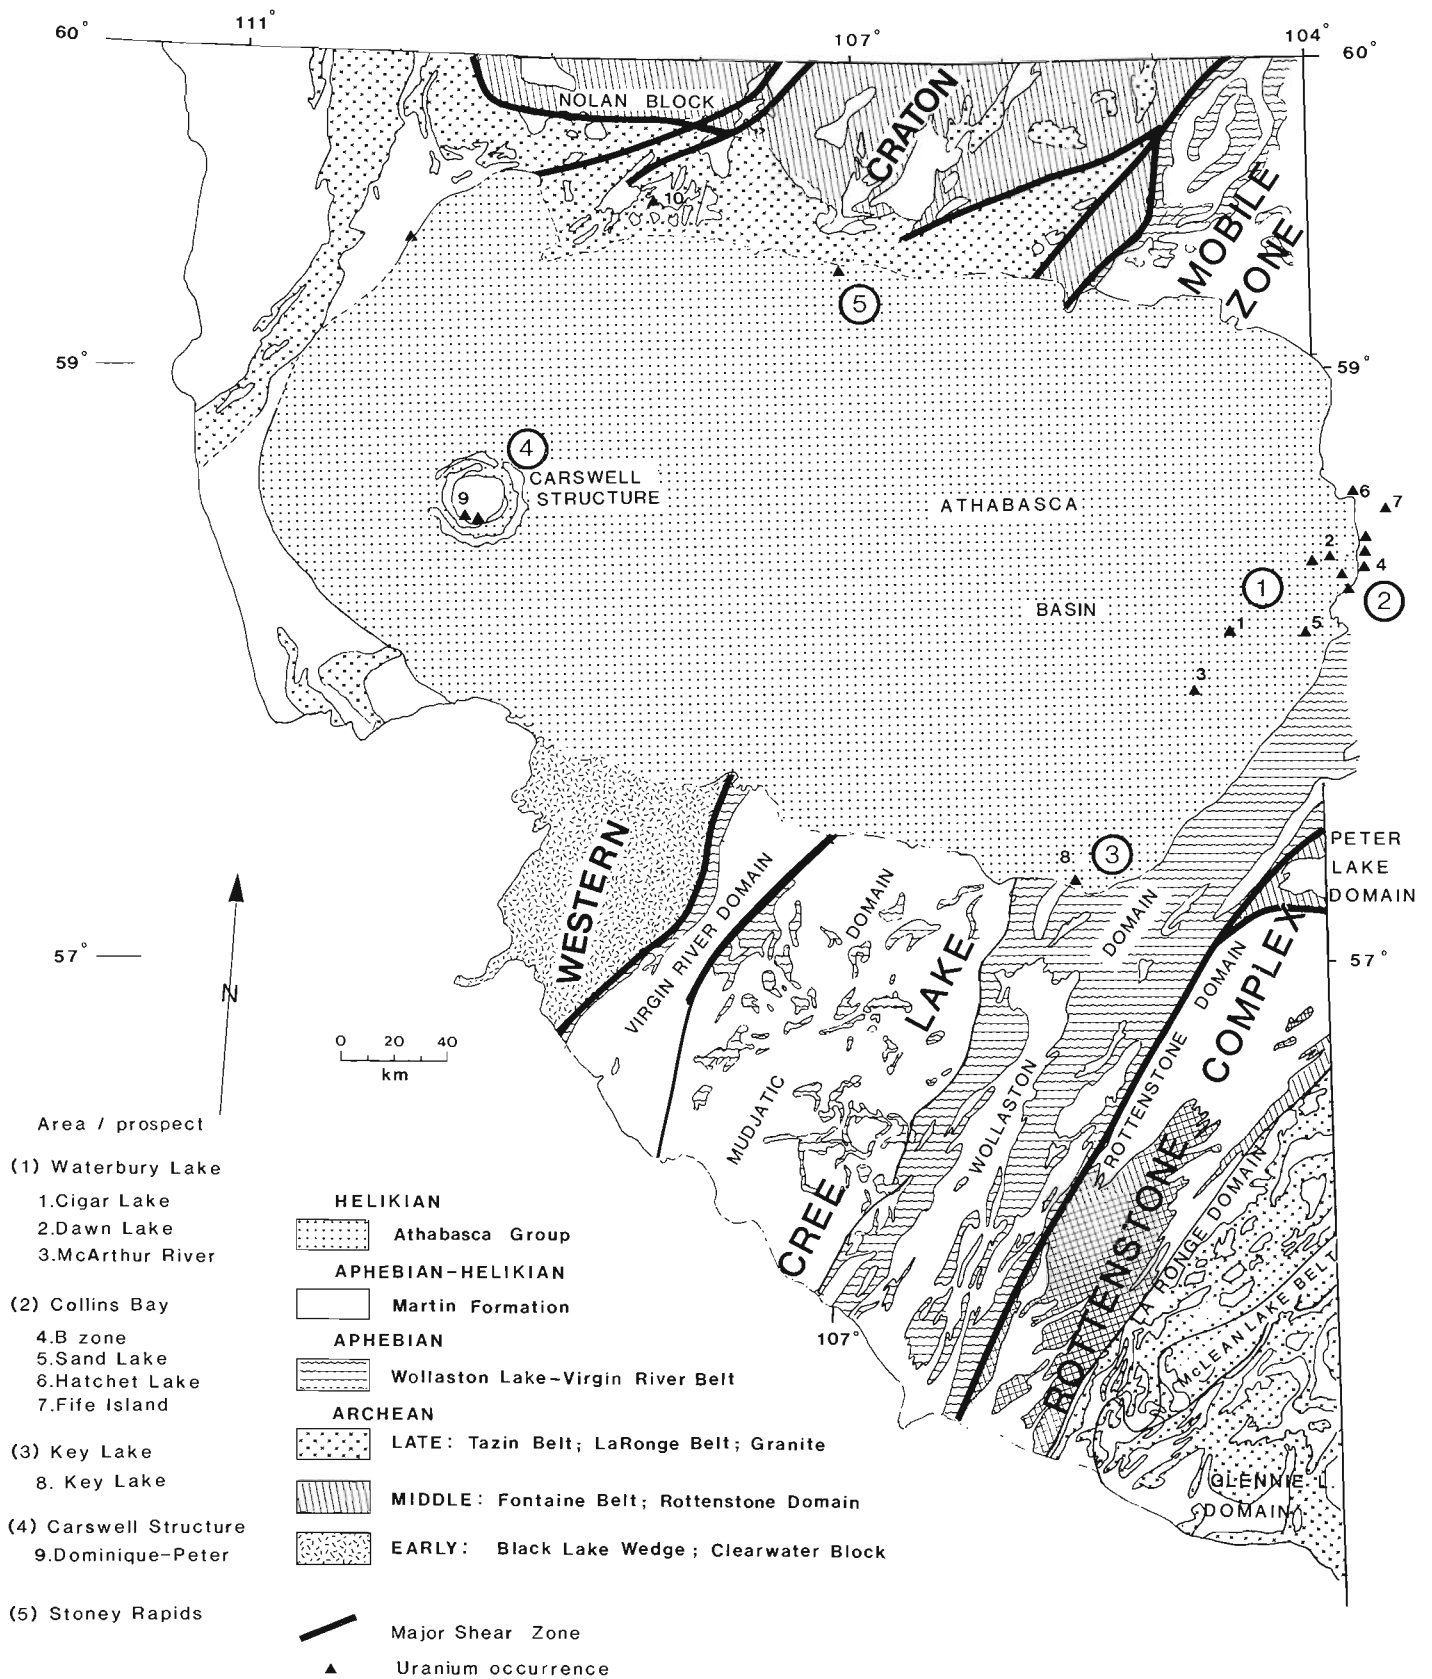 60°
111°
107°
104°
60°
NOLAN BLOCK
CRATON
MOBILE
ZONE
10
5
59°
59°
4
CARSWELL
STRUCTURE
9
ATHABASCA
BASIN
6
7
2
4
1
2
1
5
3
8
3
PETER
LAKE
DOMAIN
WESTERN
VIRGIN RIVER DOMAIN
DOMAIN
MUDJATIC
LAKE
CREE
DOMAIN
WOLLASTON
DOMAIN
ROTTENSTONE
COMPLEX
ROTTENSTONE
LA RONGE DOMAIN
McLEAN LAKE BELT
GLENNIE L.
DOMAIN
57°
57°
107°
N
0 20 40
km
Area / prospect
(1) Waterbury Lake
1.Cigar Lake
2.Dawn Lake
3.McArthur River
(2) Collins Bay
4.B zone
5.Sand Lake
6.Hatchet Lake
7.Fife Island
(3) Key Lake
8. Key Lake
(4) Carswell Structure
9.Dominique-Peter
(5) Stoney Rapids
HELIKIAN
Athabasca Group
APHEBIAN-HELIKIAN
Martin Formation
APHEBIAN
Wollaston Lake-Virgin River Belt
ARCHEAN
LATE: Tazin Belt; LaRonge Belt; Granite
MIDDLE: Fontaine Belt; Rottenstone Domain
EARLY: Black Lake Wedge; Clearwater Block
Major Shear Zone
Uranium occurrence